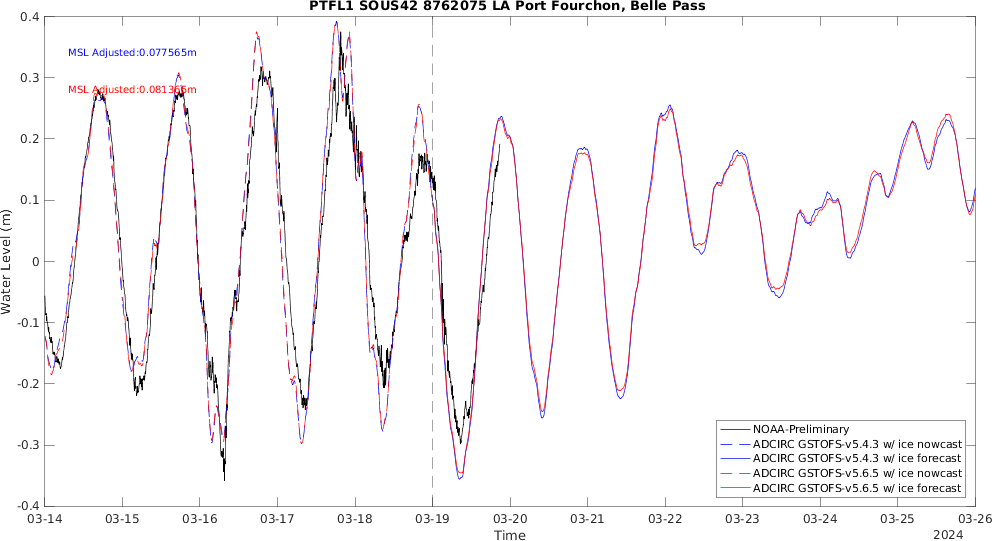 PTFL1 SOUS42 8762075 LA Port Fourchon, Belle Pass
MSL Adjusted:0.077565m
MSL Adjusted:0.081365m
Water Level (m)
0.4
0.3
0.2
0.1
0
-0.1
-0.2
-0.3
-0.4
NOAA-Preliminary
ADCIRC GSTOFS-v5.4.3 w/ ice nowcast
ADCIRC GSTOFS-v5.4.3 w/ ice forecast
ADCIRC GSTOFS-v5.6.5 w/ ice nowcast
ADCIRC GSTOFS-v5.6.5 w/ ice forecast
03-14 03-15 03-16 03-17 03-18 03-19 03-20 03-21 03-22 03-23 03-24 03-25 03-26
Time
2024